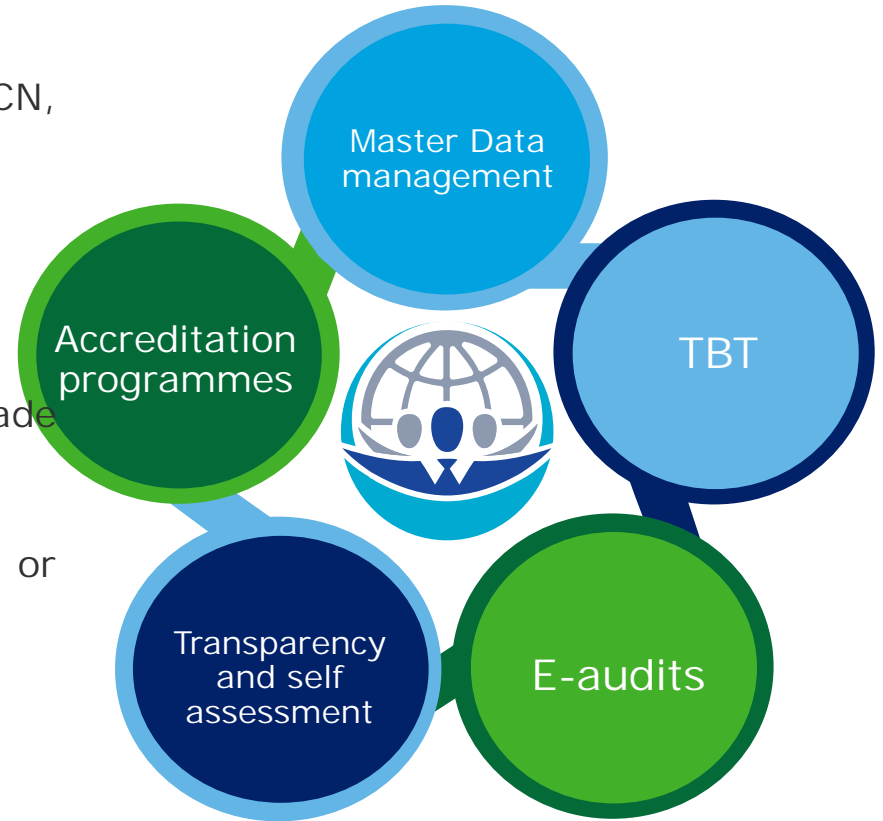 CN,
ade
or
Master Data
management
TBT
E-audits
Transparency
and self
assessment
Accreditation
programmes